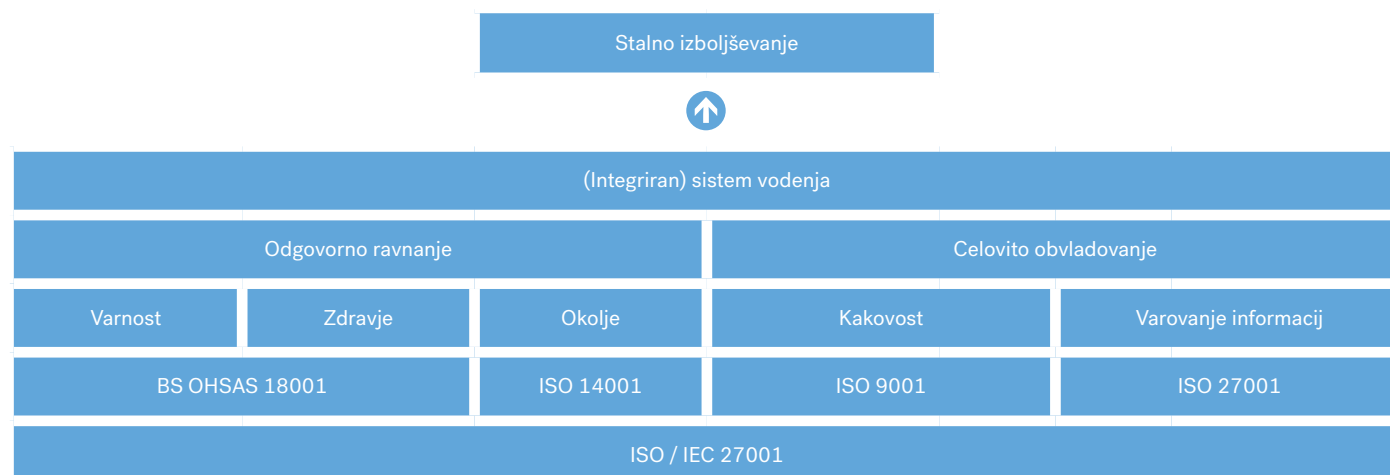 Stalno izboljševanje
(Integriran) sistem vodenja
Odgovorno ravnanje
Celovito obvladovanje
Varnost
Zdravje
Okolje
Kakovost
Varovanje informacij
BS OHSAS 18001
ISO 14001
ISO 9001
ISO 27001
ISO / IEC 27001